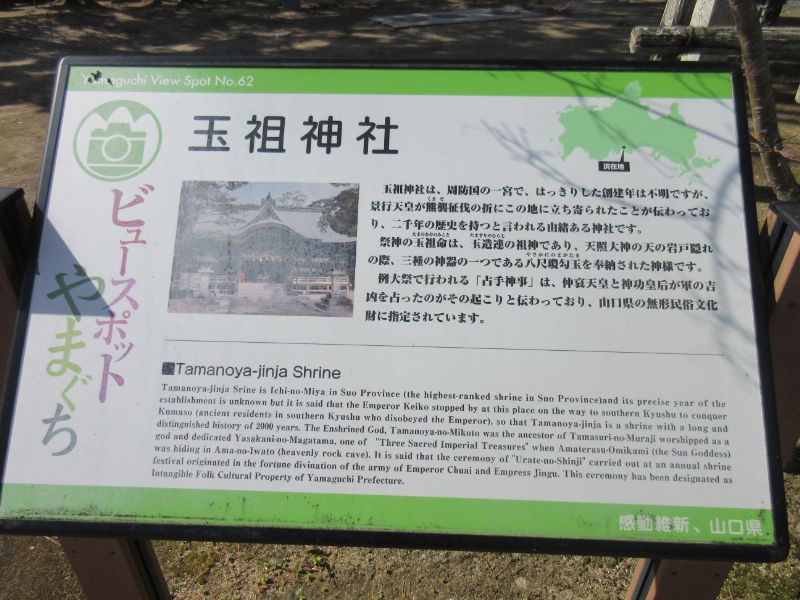 Yamaguchi View Spot No.62
玉祖神社
現在地
ビュースポット
やまぐち
玉祖神社は、周防国の一宮で、はっきりした創建年は不明ですが、
景行天皇が熊襲征伐の折にこの地に立ち寄られたことが伝わってお
り、二千年の歴史を持つと言われる由緒ある神社です。
祭神の玉祖命は、玉造連の祖神であり、天照大神の天の岩戸隠れ
の際、三種の神器の一つである八尺瓊勾玉を奉納された神様です。
例大祭で行われる「占手神事」は、仲哀天皇と神功皇后が軍の吉
凶を占ったのがその起こりと伝わっており、山口県の無形民俗文化
財に指定されています。
Tamanoya-jinja Shrine
Tamanoya-jinja Srine is Ichi-no-Miya in Suo Province (the highest-ranked shrine in Suo Province)and its precise year of the
establishment is unknown but it is said that the Emperor Keiko stopped by at this place on the way to southern Kyushu to conquer
Kumaso (ancient residents in southern Kyushu who disobeyed the Emperor), so that Tamanoya-jinja is a shrine with a long and
distinguished history of 2000 years. The Enshrined God, Tamanoya-no-Mikoto was the ancestor of Tamasuri-no-Muraji worshipped as a
god and dedicated Yasakani-no-Magatama, one of "Three Sacred Imperial Treasures" when Amaterasu-Omikami (the Sun Goddess)
was hiding in Ama-no-Iwato (heavenly rock cave). It is said that the ceremony of "Urate-no-Shinji" carried out at an annual shrine
festival originated in the fortune divination of the army of Emperor Chuai and Empress Jingu. This ceremony has been designated as
Intangible Folk Cultural Property of Yamaguchi Prefecture.
感動維新、山口県